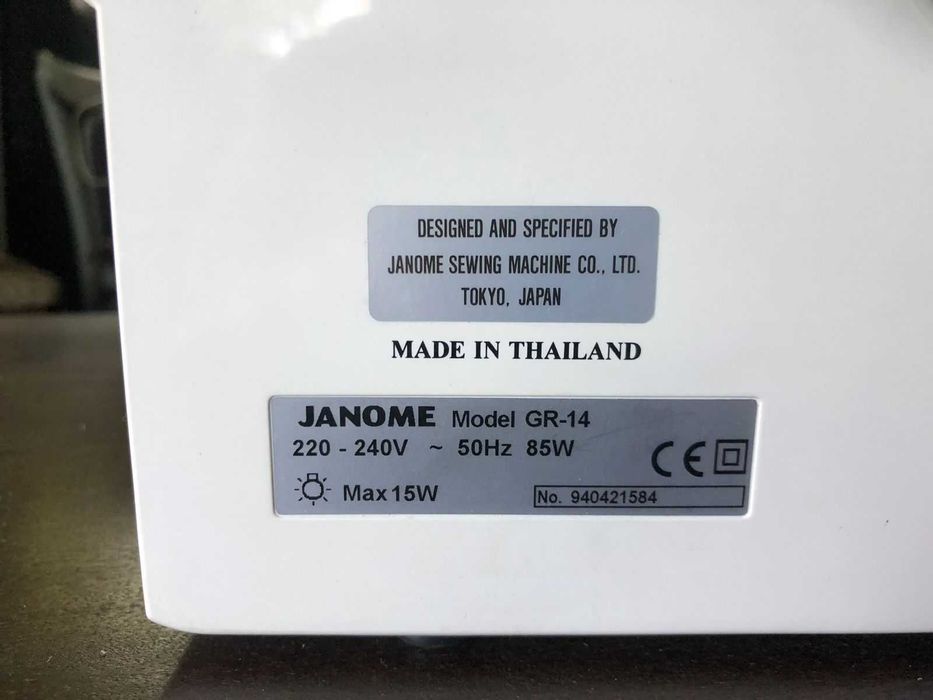 DESIGNED AND SPECIFIED BY
JANOME SEWING MACHINE CO., LTD.
TOKYO, JAPAN
MADE IN THAILAND
JANOME Model GR-14
220 - 240V ~ 50Hz 85W
CE
Max 15W
No. 940421584